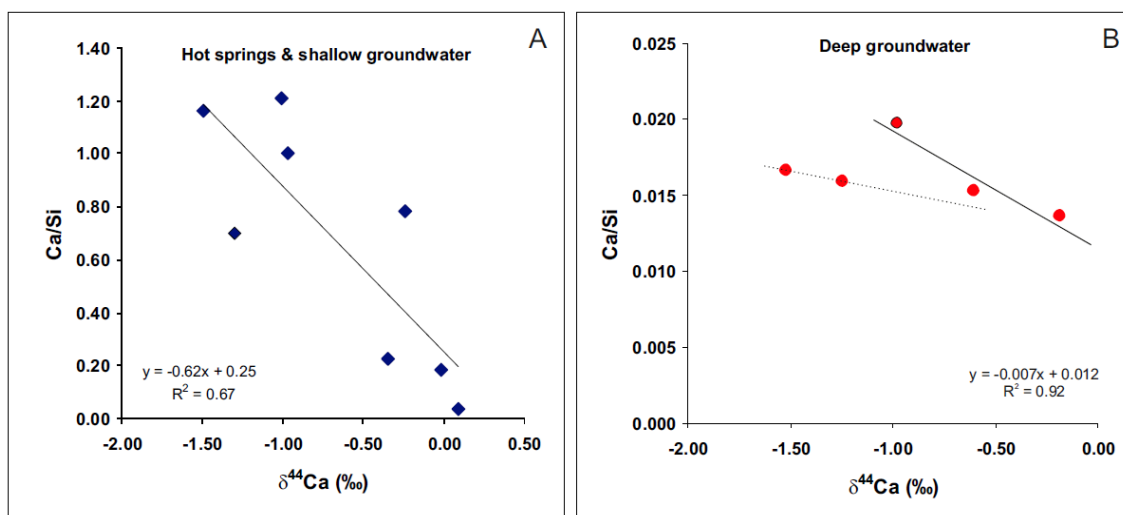 A
Hot springs & shallow groundwater
1.40
1.20
1.00
0.80
0.60
0.40
0.20
0.00
Ca/Si
y = -0.62x + 0.25
R² = 0.67
-2.00 -1.50 -1.00 -0.50 0.00 0.50
δ⁴⁴Ca (‰)
B
Deep groundwater
0.025
0.020
0.015
0.010
0.005
0.000
Ca/Si
y = -0.007x + 0.012
R² = 0.92
-2.00 -1.50 -1.00 -0.50 0.00
δ⁴⁴Ca (‰)